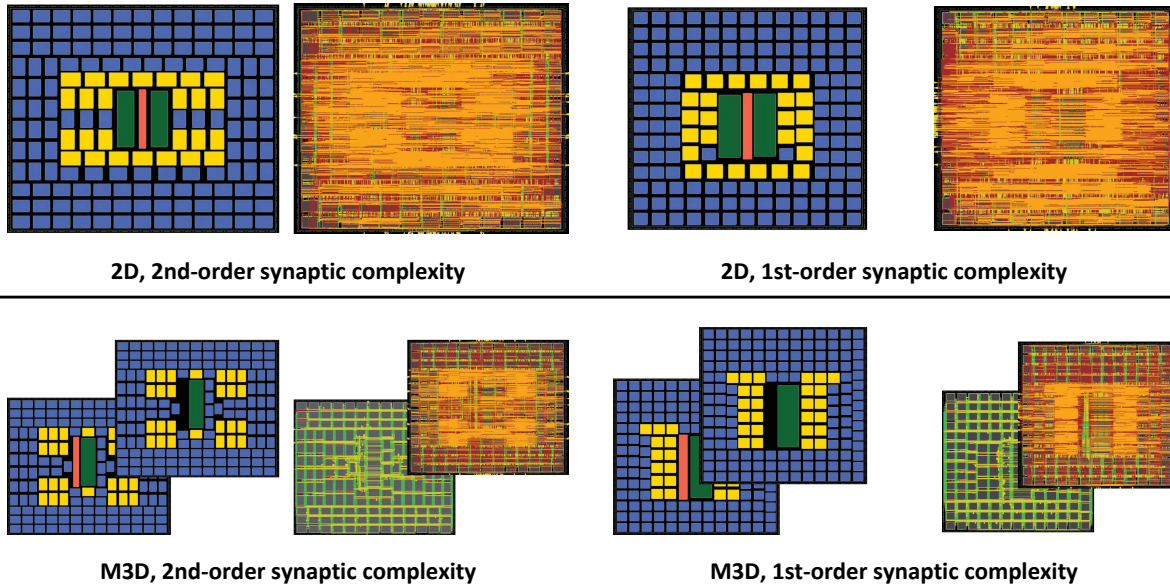 2D, 2nd-order synaptic complexity
2D, 1st-order synaptic complexity
M3D, 2nd-order synaptic complexity
M3D, 1st-order synaptic complexity